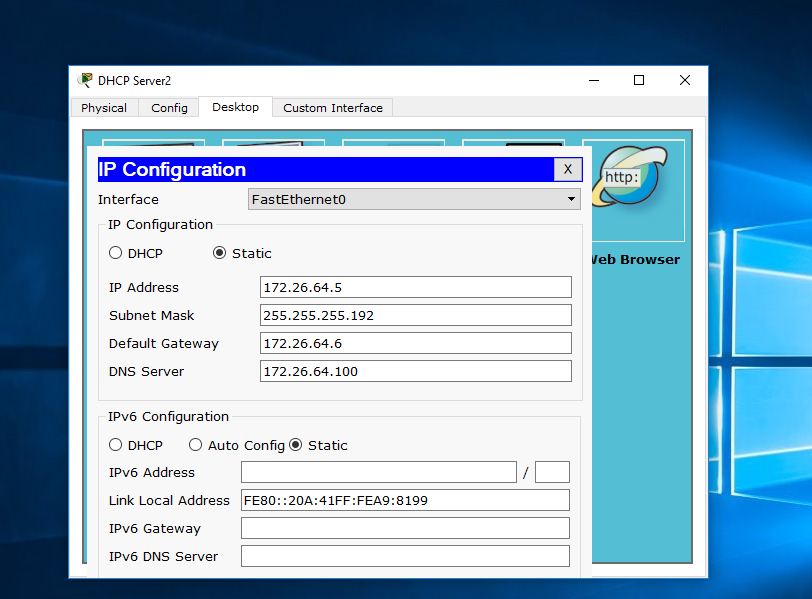 DHCP Server2
Physical Config Desktop Custom Interface
IP Configuration X
http:
Interface FastEthernet0
IP Configuration
DHCP Static
Web Browser
IP Address 172.26.64.5
Subnet Mask 255.255.255.192
Default Gateway 172.26.64.6
DNS Server 172.26.64.100
IPv6 Configuration
DHCP Auto Config Static
IPv6 Address /
Link Local Address FE80::20A:41FF:FEA9:8199
IPv6 Gateway
IPv6 DNS Server